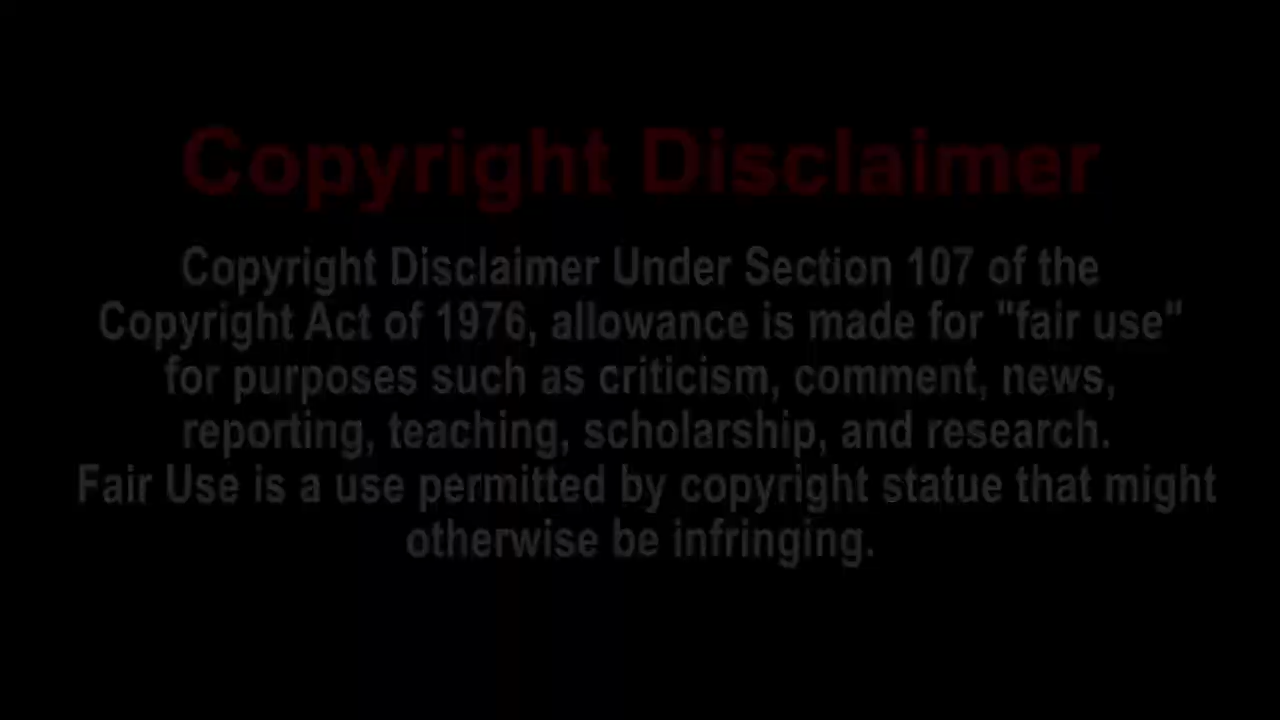 Copyright Disclaimer
Copyright Disclaimer Under Section 107 of the
Copyright Act of 1976, allowance is made for "fair use"
for purposes such as criticism, comment, news,
reporting, teaching, scholarship, and research.
Fair Use is a use permitted by copyright statue that might
otherwise be infringing.